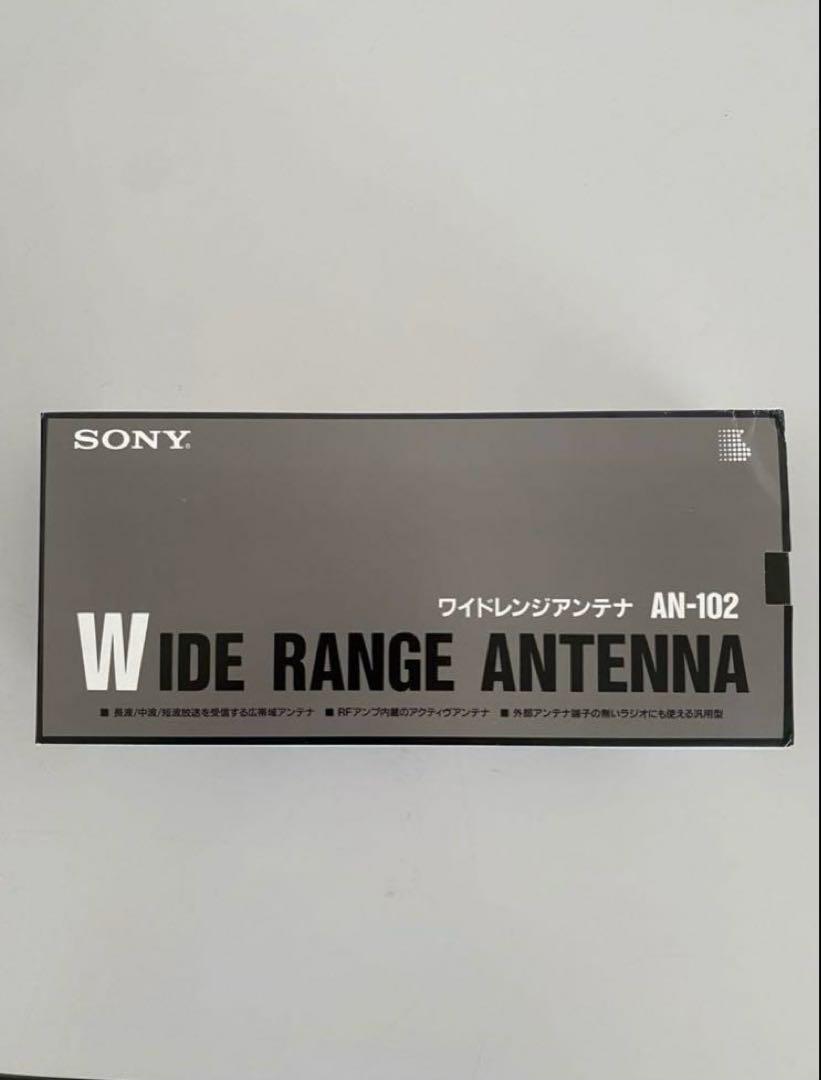 SONY®
ワイドレンジアンテナ AN-102
WIDE RANGE ANTENNA
■ 長波/中波/短波放送を受信する広帯域アンテナ ■ RFアンプ内蔵のアクティヴアンテナ ■ 外部アンテナ端子の無いラジオにも使える汎用型